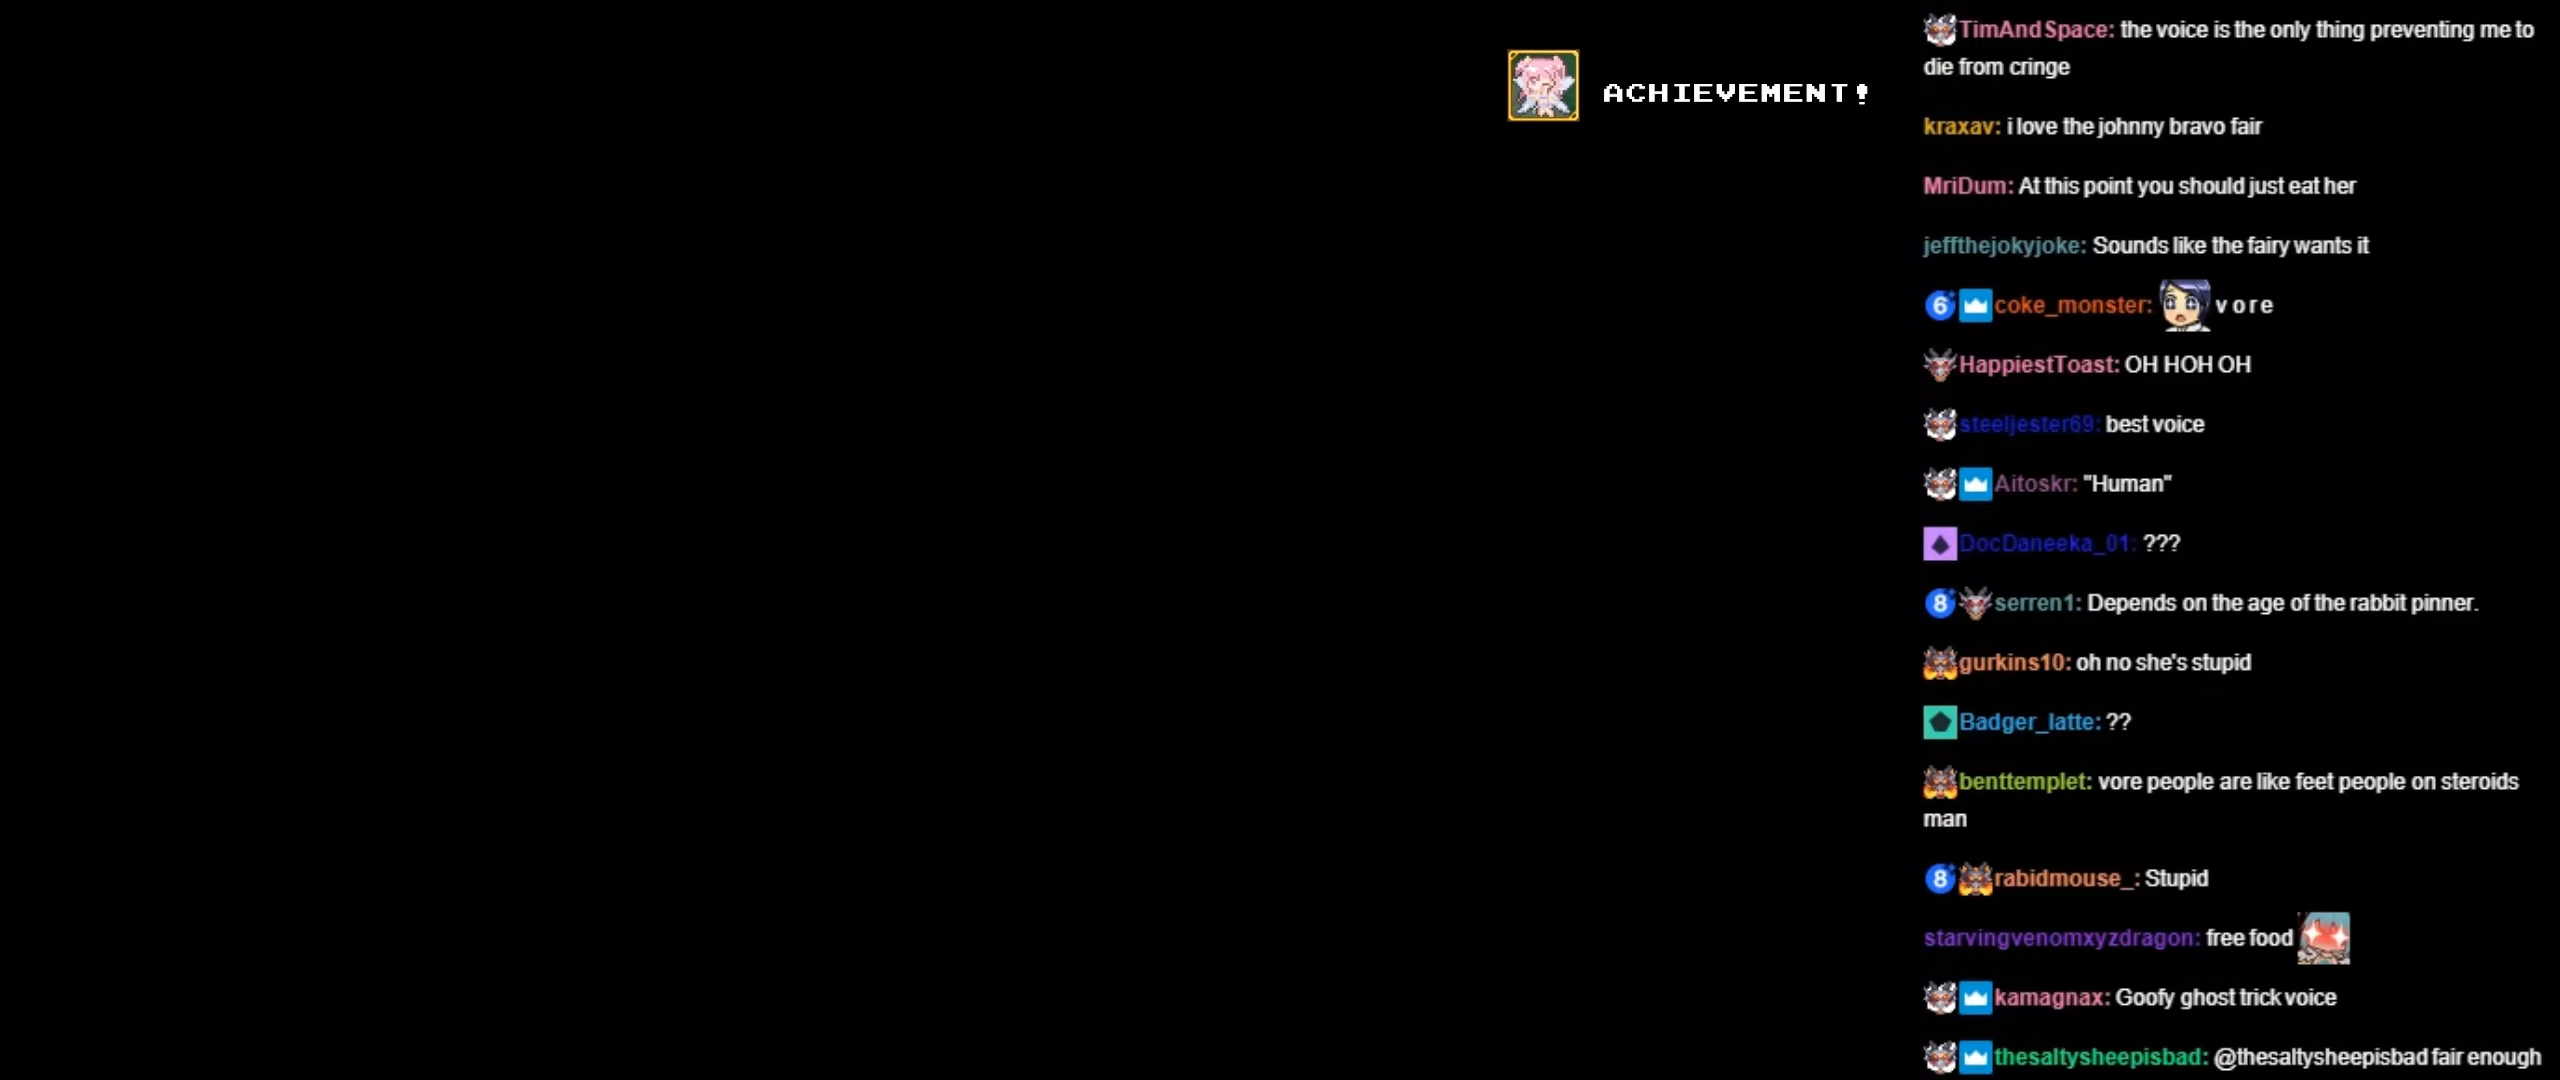 ACHIEVEMENT!
TimAndSpace: the voice is the only thing preventing me to
die from cringe
kraxav: i love the johnny bravo fair
MriDum: At this point you should just eat her
jeffthejokyjoke: Sounds like the fairy wants it
6 coke_monster: v o r e
HappiestToast: OH HOH OH
steeljester69: best voice
Aitoskr: "Human"
DocDaneeka_01: ???
8 serren1: Depends on the age of the rabbit pinner.
gurkins10: oh no she's stupid
Badger_latte: ??
benttemplet: vore people are like feet people on steroids
man
8 rabidmouse_: Stupid
starvingvenomxyzdragon: free food
kamagnax: Goofy ghost trick voice
thesaltysheepisbad: @thesaltysheepisbad fair enough